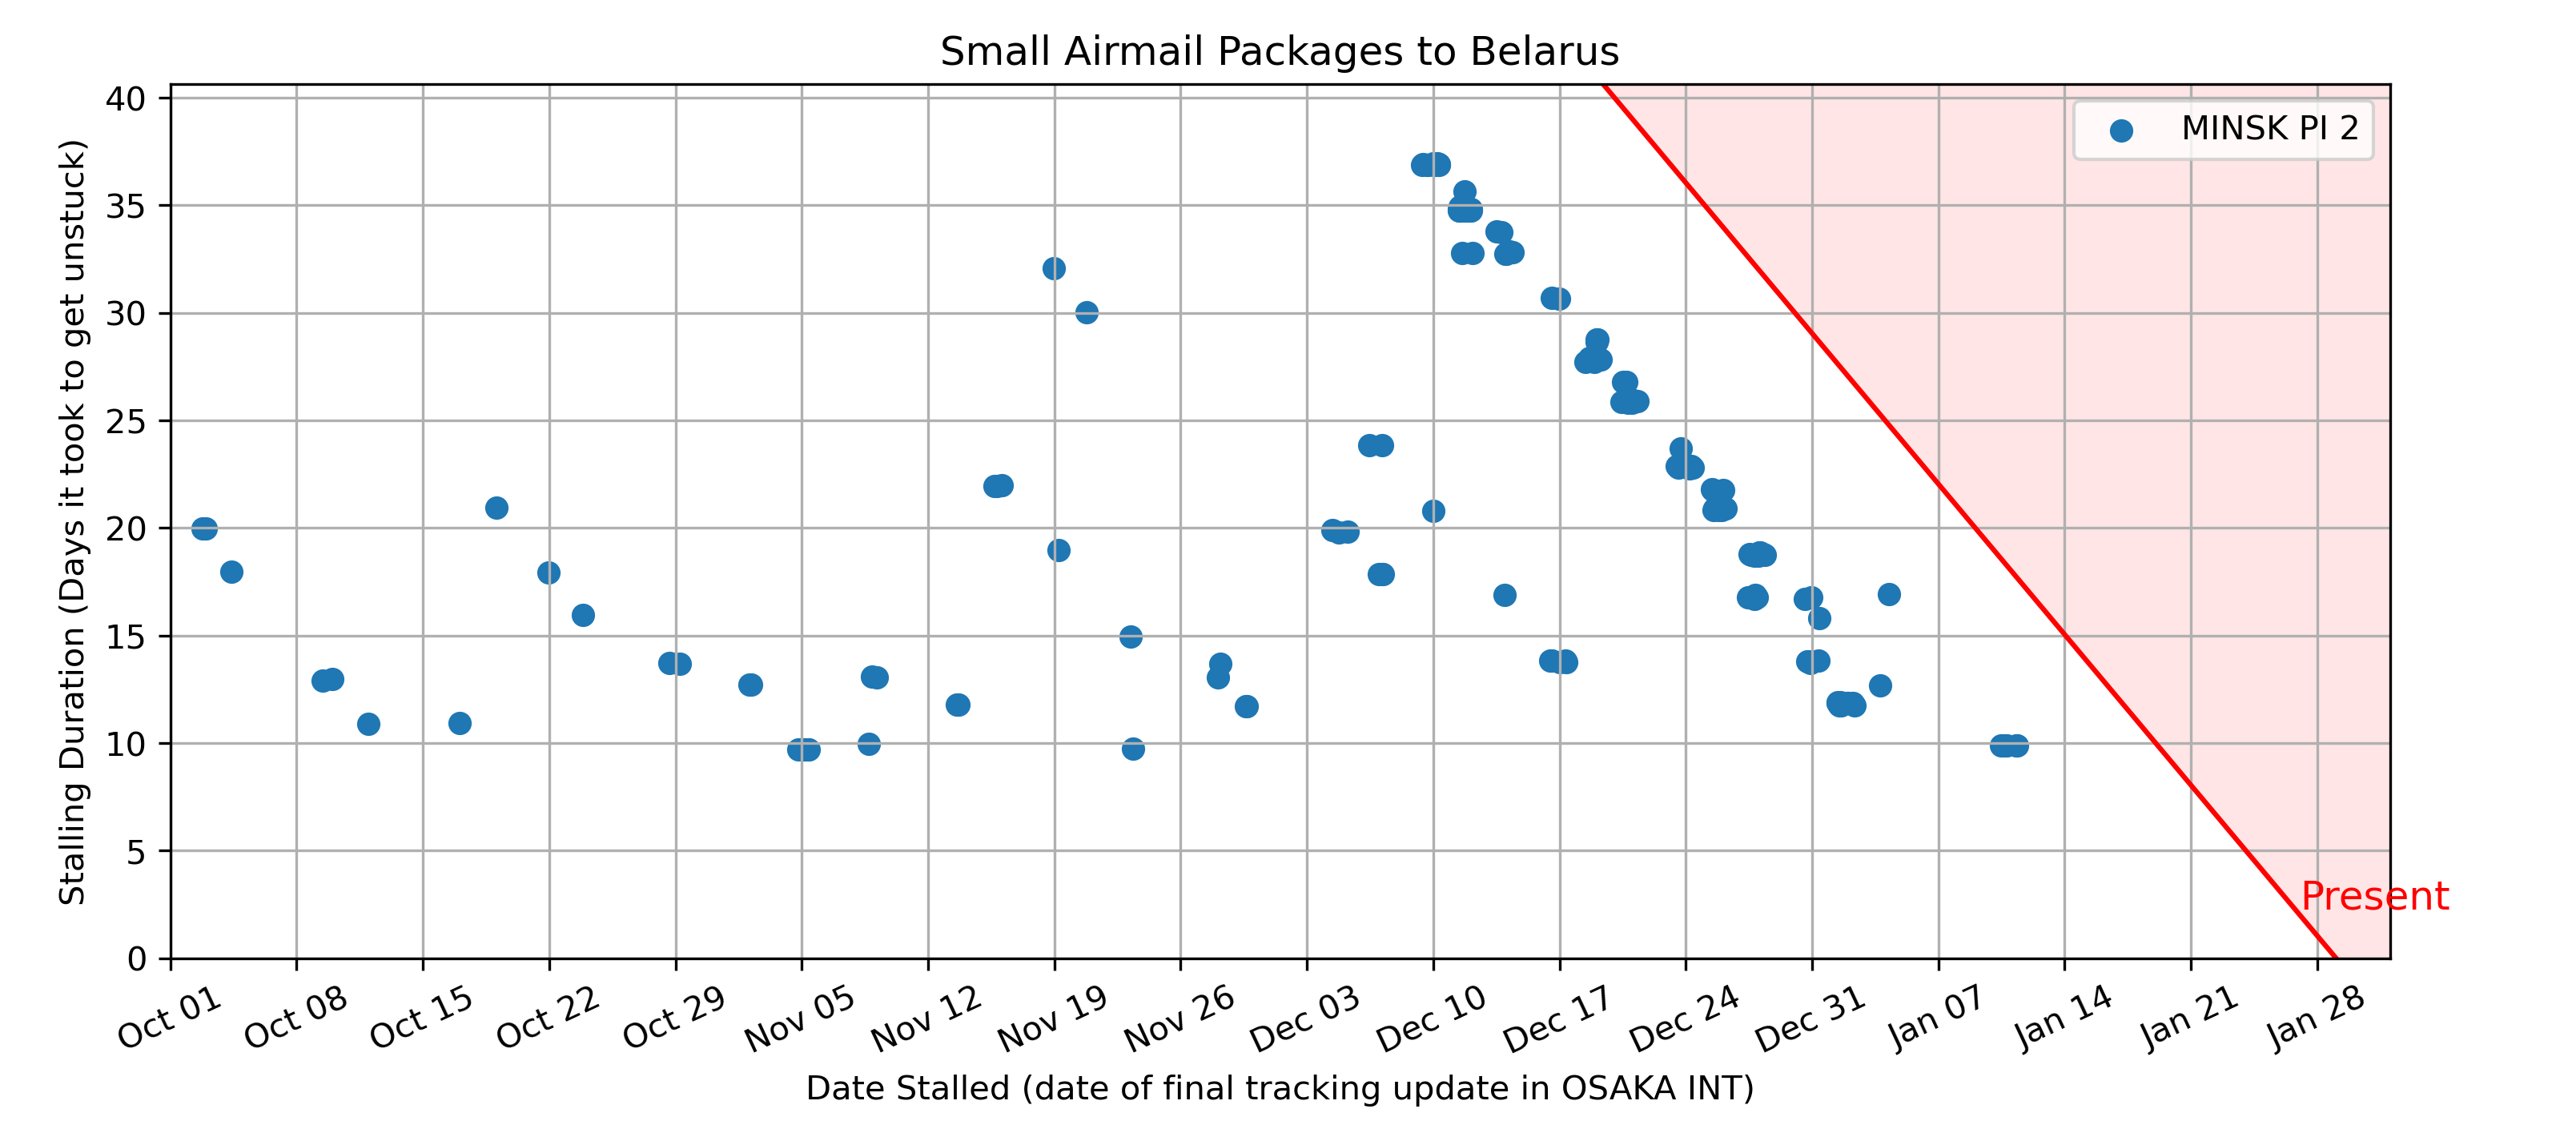 Small Airmail Packages to Belarus
MINSK PI 2
Stalling Duration (Days it took to get unstuck)
40
35
30
25
20
15
10
5
0
Present
Oct 01
Oct 08
Oct 15
Oct 22
Oct 29
Nov 05
Nov 12
Nov 19
Nov 26
Dec 03
Dec 10
Dec 17
Dec 24
Dec 31
Jan 07
Jan 14
Jan 21
Jan 28
Date Stalled (date of final tracking update in OSAKA INT)